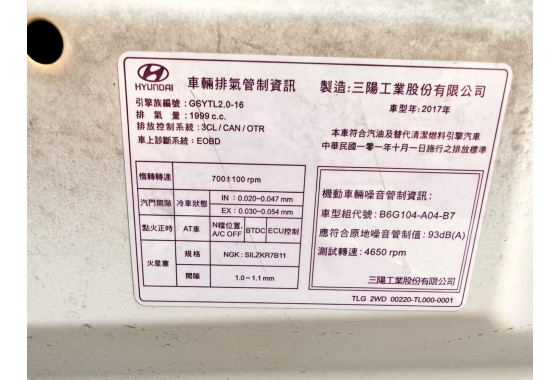 HYUNDAI 車輛排氣管制資訊 製造:三陽工業股份有限公司
引擎族編號:GSYTL2.0-16 車型年:2017年
排氣量:1999 c.c.
排放控制系統:3CL / CAN / OTR 本車符合汽油及替代清潔燃料引擎汽車
車上診斷系統:EOBD 中華民國一〇一年十月一日施行之排放標準
惰轉轉速 700±100 rpm
汽門間隙 冷車狀態 IN : 0.020~0.047 mm
EX : 0.030~0.054 mm
點火正時 AT車 N檔位置, A/C OFF BTDC ECU控制
火星塞 規格 NGK : SILZKR7B11
間隙 1.0~1.1 mm
機動車輛噪音管制資訊:
車型組代號:B6G104-A04-B7
應符合原地噪音管制值:93dB(A)
測試轉速:4650 rpm
三陽工業股份有限公司
TLG 2WD 00220-TL000-0001